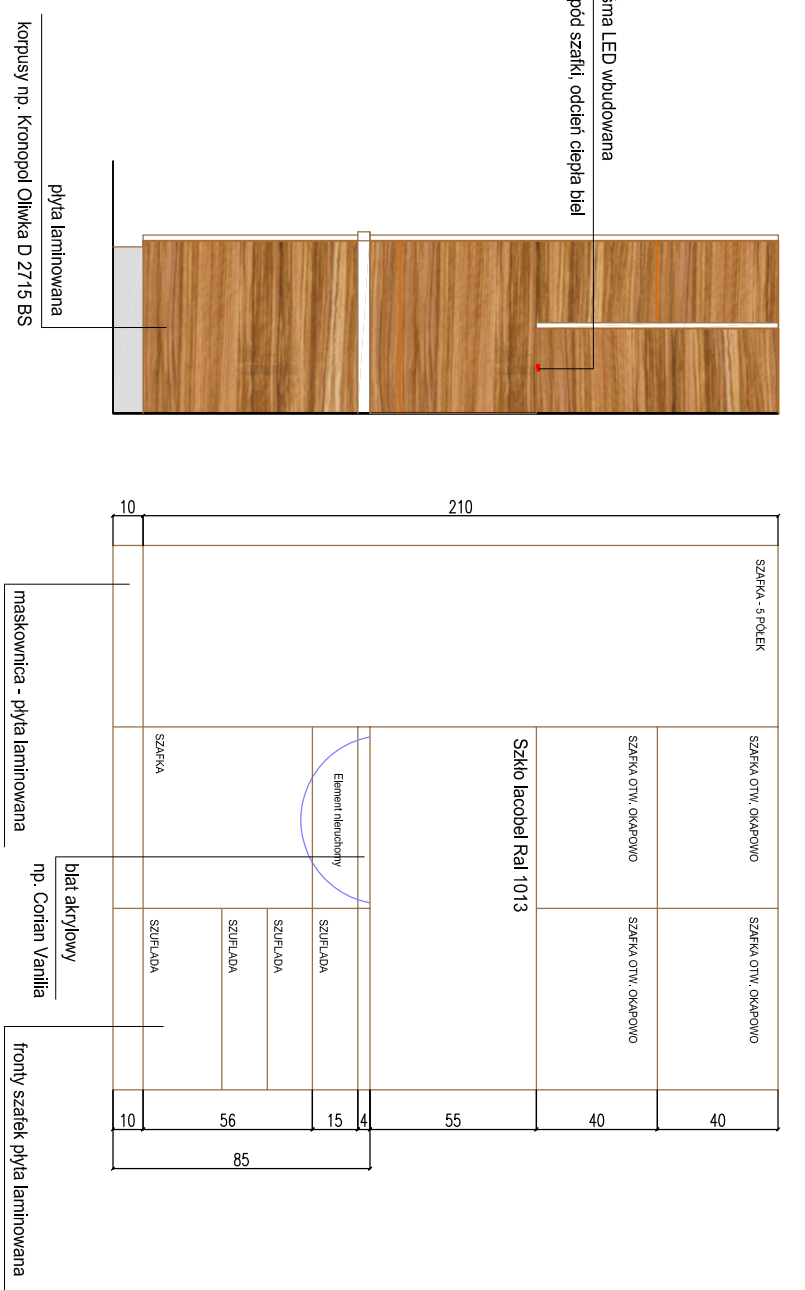 śma LED wbudowana
pód szafki, odcień ciepła biel
płyta laminowana
korpusy np. Kronopol Oliwka D 2715 BS
10
210
SZAFKA - 5 PÓŁEK
SZAFKA OTW. OKAPOWO
SZAFKA OTW. OKAPOWO
SZAFKA OTW. OKAPOWO
SZAFKA OTW. OKAPOWO
Szkło lacobel Ral 1013
Element nieruchomy
SZAFKA
SZUFLADA
SZUFLADA
SZUFLADA
SZUFLADA
10
56
15
4
55
40
40
85
maskownica - płyta laminowana
blat akrylowy
np. Corian Vanilia
fronty szafek płyta laminowana